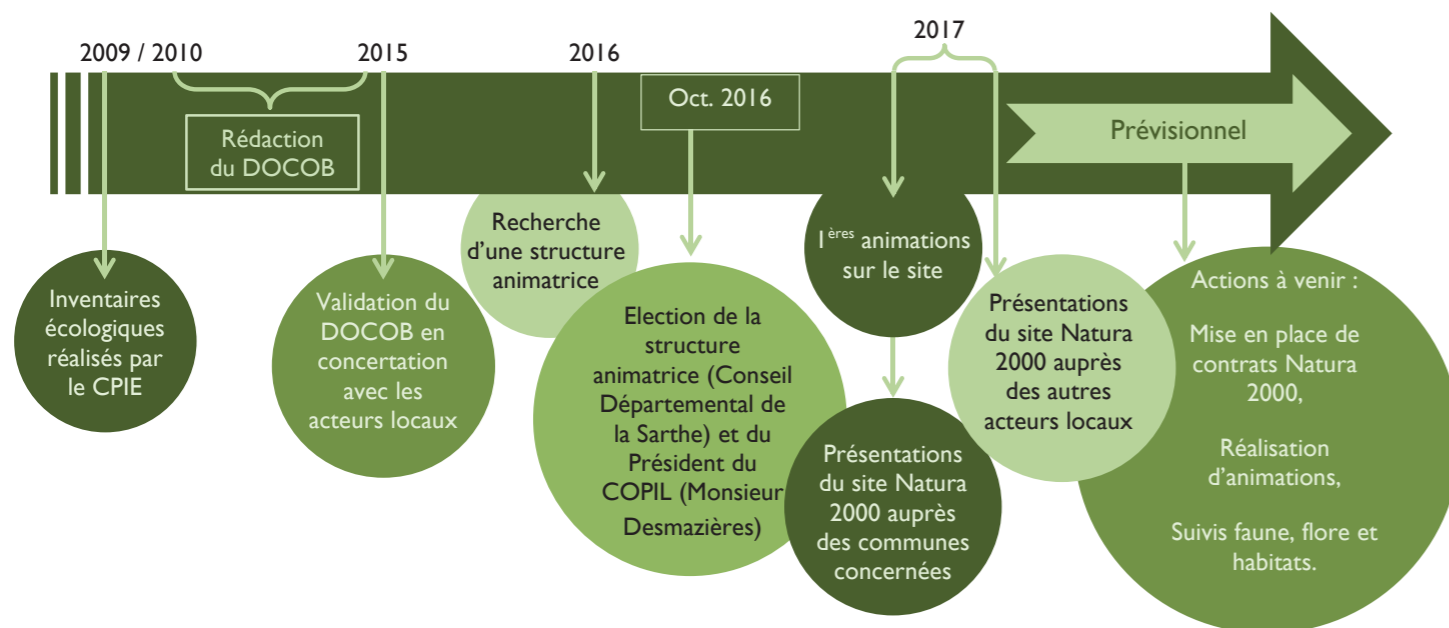 2009 / 2010
2015
2016
2017
Rédaction
du DOCOB
Oct. 2016
Prévisionnel
Inventaires
écologiques
réalisés par
le CPIE
Validation du
DOCOB en
concertation
avec les
acteurs locaux
Recherche
d’une structure
animatrice
Election de la
structure
animatrice (Conseil
Départemental de
la Sarthe) et du
Président du
COPIL (Monsieur
Desmazières)
1ères animations
sur le site
Présentations
du site Natura
2000 auprès
des communes
concernées
Présentations
du site Natura
2000 auprès
des autres
acteurs locaux
Actions à venir :
Mise en place de
contrats Natura
2000,
Réalisation
d’animations,
Suivis faune, flore et
habitats.